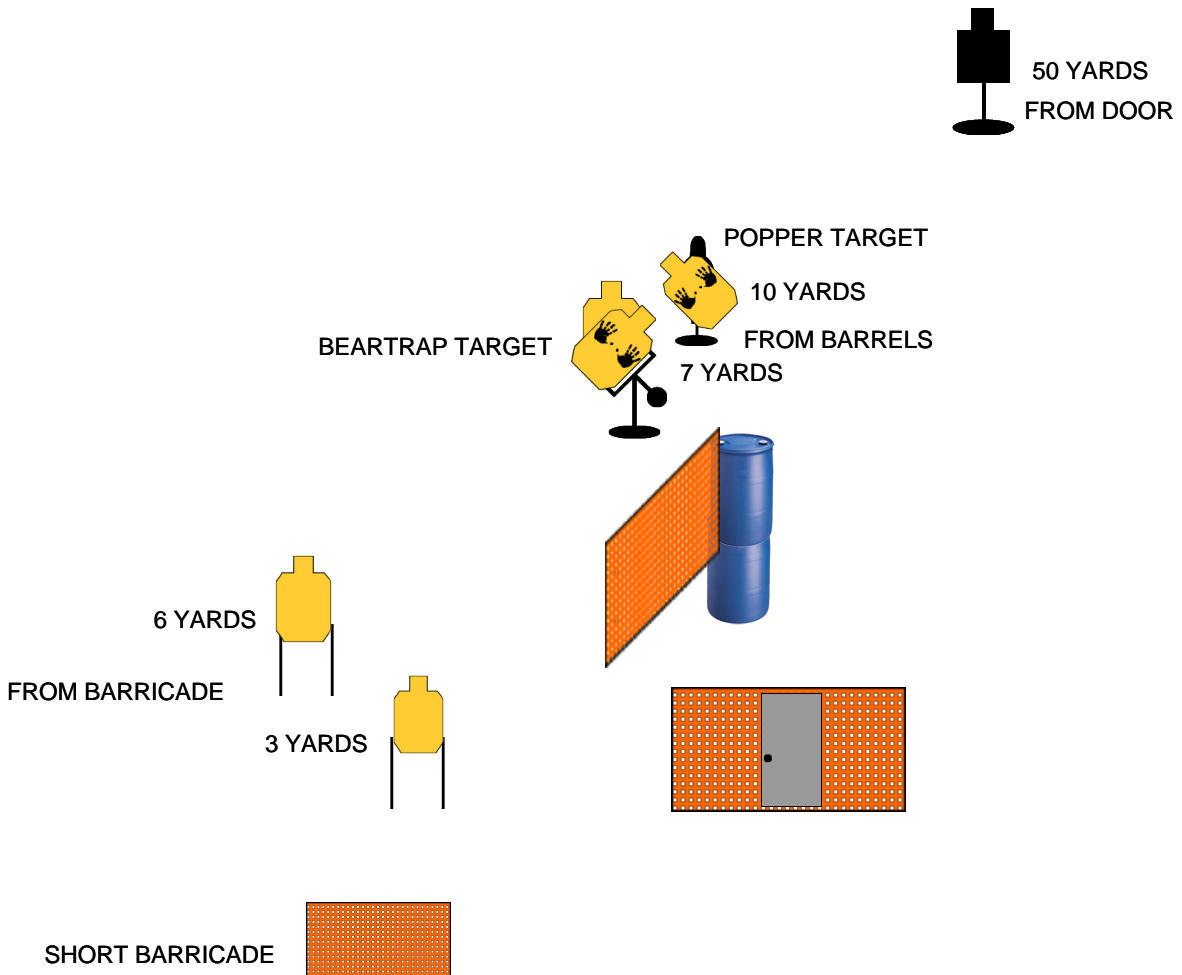 50 YARDS
FROM DOOR
POPPER TARGET
10 YARDS
FROM BARRELS
BEARTRAP TARGET
7 YARDS
6 YARDS
FROM BARRICADE
3 YARDS
SHORT BARRICADE